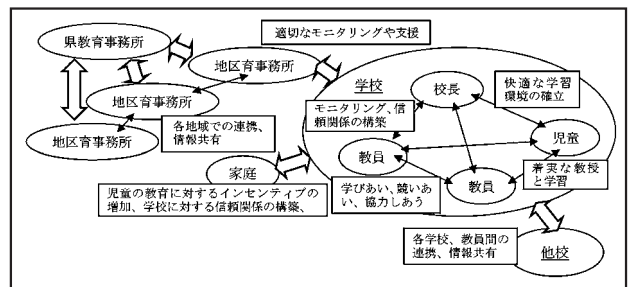 県教育事務所
適切なモニタリングや支援
地区育事務所
学校
校長
快適な学習
環境の確立
地区育事務所
モニタリング、信
頼関係の構築
各地域での連携、
情報共有
地区育事務所
児童
教員
家庭
教員
着実な教授
と学習
児童の教育に対するインセンティブの
増加、学校に対する信頼関係の構築、
学びあい、競いあ
い、協力しあう
各学校、教員間の
連携、情報共有
他校